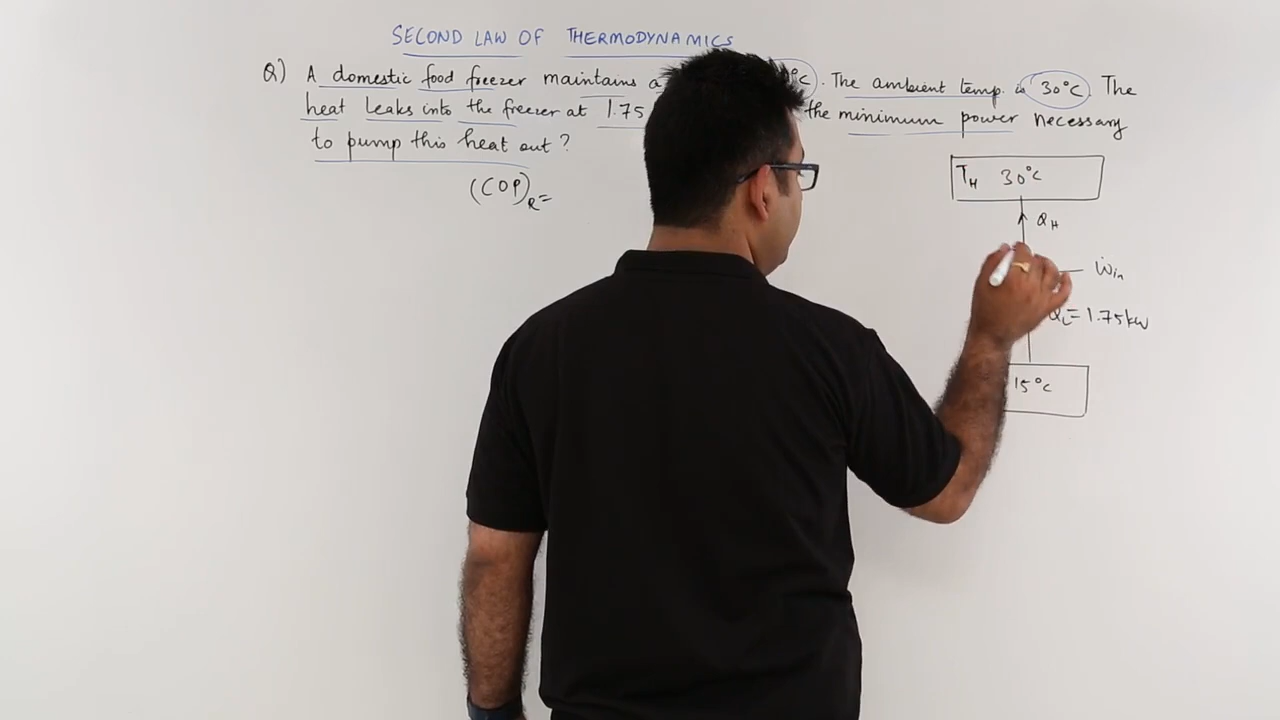 SECOND LAW OF THERMODYNAMICS
Q) A domestic food freezer maintains a °C. The ambient temp. is 30°C. The
heat leaks into the freezer at 1.75 the minimum power necessary
to pump this heat out?
(COP)R=
TH 30°C
QH
Ẇin
QL = 1.75 kW
15°C